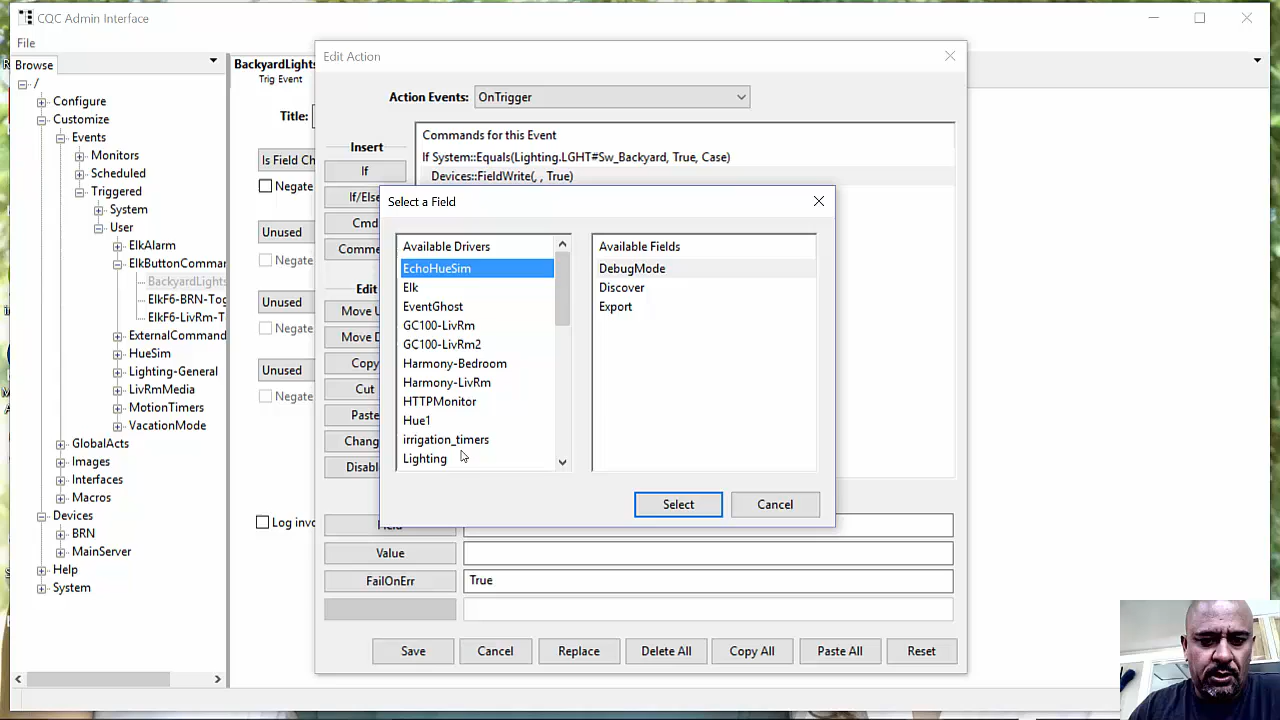 CQC Admin Interface
File
Browse
/
Configure
Customize
Events
Monitors
Scheduled
Triggered
System
User
ElkAlarm
ElkButtonComma
BackyardLights
ElkF6-BRN-Tog
ElkF6-LivRm-T
ExternalCommand
HueSim
Lighting-General
LivRmMedia
MotionTimers
VacationMode
GlobalActs
Images
Interfaces
Macros
Devices
BRN
MainServer
Help
System
BackyardLights
Trig Event
Title:
Is Field Ch
Negate
Unused
Negate
Unused
Negate
Unused
Negate
Log invo
Edit Action
Action Events:
OnTrigger
Insert
If
If/Else
Cmd
Comme
Edit
Move U
Move D
Copy
Cut
Paste
Chang
Disabl
Commands for this Event
If System::Equals(Lighting.LGHT#Sw_Backyard, True, Case)
Devices::FieldWrite(, , True)
Select a Field
Available Drivers
EchoHueSim
Elk
EventGhost
GC100-LivRm
GC100-LivRm2
Harmony-Bedroom
Harmony-LivRm
HTTPMonitor
Hue1
irrigation_timers
Lighting
Available Fields
DebugMode
Discover
Export
Select
Cancel
Field
Value
FailOnErr
True
Save
Cancel
Replace
Delete All
Copy All
Paste All
Reset